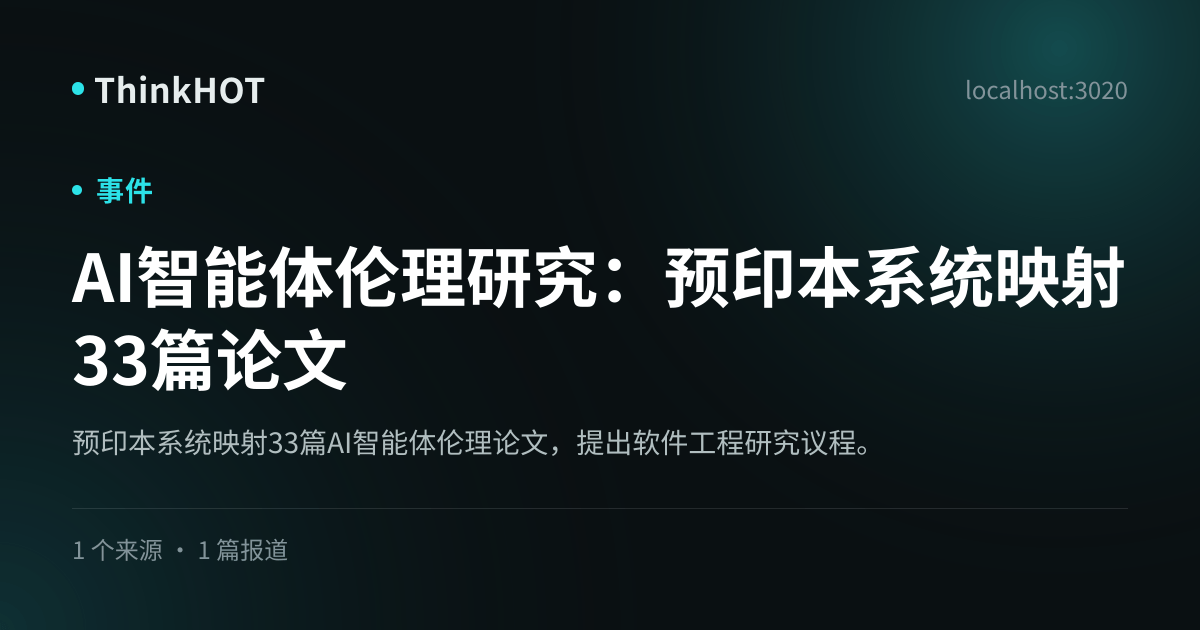 ThinkHOT
localhost:3020
事件
AI智能体伦理研究：预印本系统映射
33篇论文
预印本系统映射33篇AI智能体伦理论文，提出软件工程研究议程。
1 个来源 · 1 篇报道